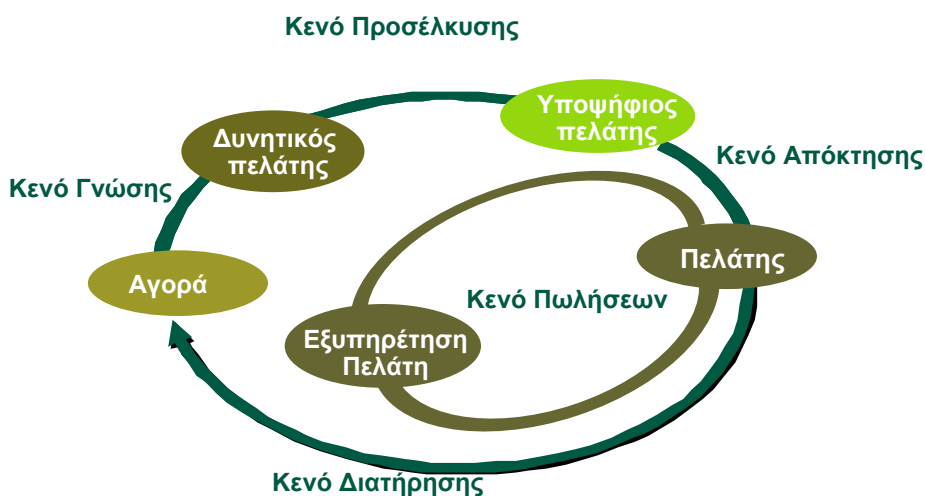 Κενό Προσέλκυσης
Υποψήφιος
πελάτης
Δυνητικός
πελάτης
Κενό Απόκτησης
Κενό Γνώσης
Πελάτης
Αγορά
Κενό Πωλήσεων
Εξυπηρέτηση
Πελάτη
Κενό Διατήρησης